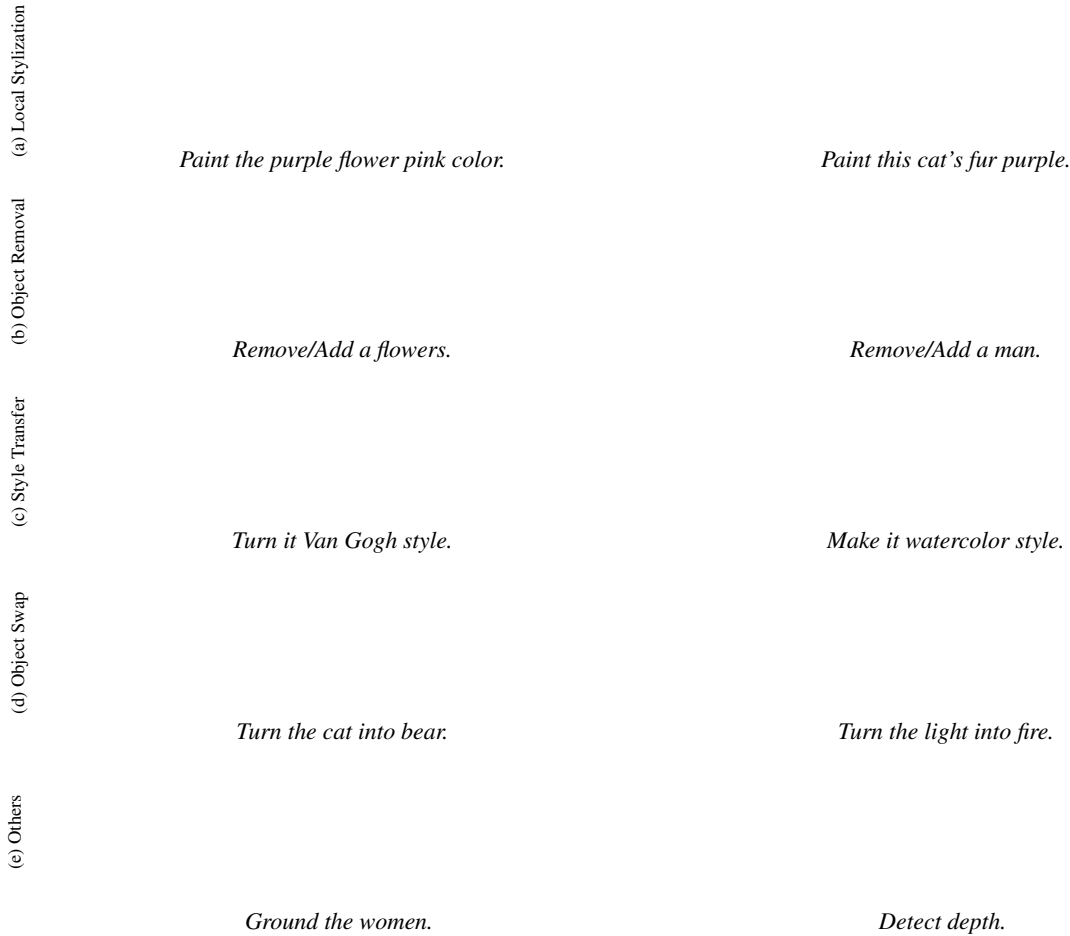 (a) Local Stylization
Paint the purple flower pink color.
Paint this cat's fur purple.
(b) Object Removal
Remove/Add a flowers.
Remove/Add a man.
(c) Style Transfer
Turn it Van Gogh style.
Make it watercolor style.
(d) Object Swap
Turn the cat into bear.
Turn the light into fire.
(e) Others
Ground the women.
Detect depth.